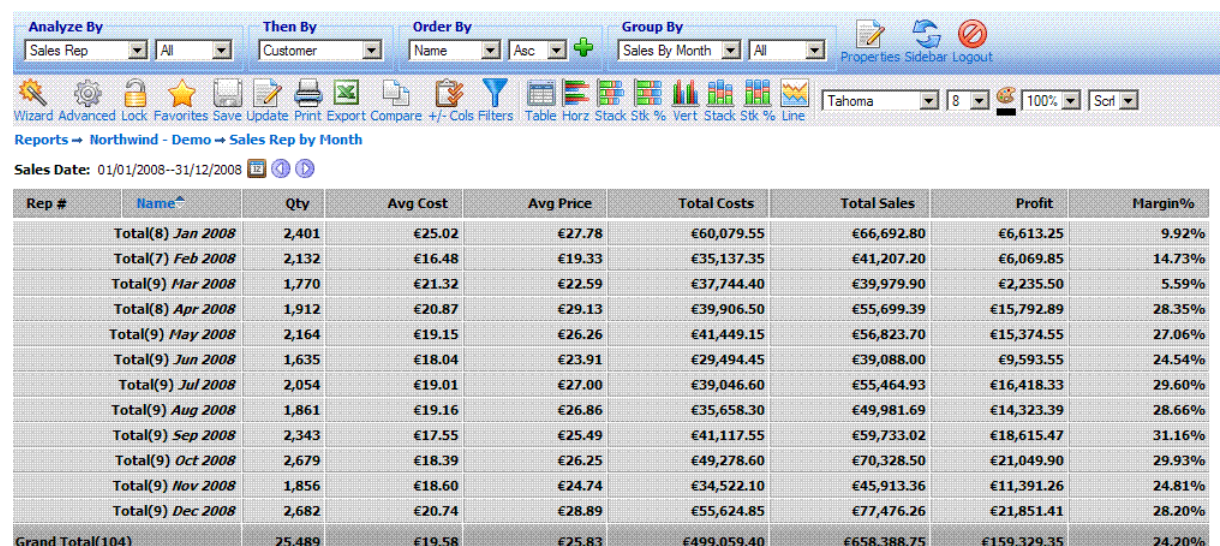 Analyze By Then By Order By Group By
Sales Rep All Customer Name Asc Sales By Month All Properties Sidebar Logout
Wizard Advanced Lock Favorites Save Update Print Export Compare +/- Cols Filters Table Horz Stack Stk % Vert Stack Stk % Line Tahoma 8 100% Scrl
Reports → Northwind - Demo → Sales Rep by Month
Sales Date: 01/01/2008--31/12/2008 12
Rep # Name Qty Avg Cost Avg Price Total Costs Total Sales Profit Margin%
Total(8) Jan 2008 2,401 €25.02 €27.78 €60,079.55 €66,692.80 €6,613.25 9.92%
Total(7) Feb 2008 2,132 €16.48 €19.33 €35,137.35 €41,207.20 €6,069.85 14.73%
Total(9) Mar 2008 1,770 €21.32 €22.59 €37,744.40 €39,979.90 €2,235.50 5.59%
Total(8) Apr 2008 1,912 €20.87 €29.13 €39,906.50 €55,699.39 €15,792.89 28.35%
Total(9) May 2008 2,164 €19.15 €26.26 €41,449.15 €56,823.70 €15,374.55 27.06%
Total(9) Jun 2008 1,635 €18.04 €23.91 €29,494.45 €39,088.00 €9,593.55 24.54%
Total(9) Jul 2008 2,054 €19.01 €27.00 €39,046.60 €55,464.93 €16,418.33 29.60%
Total(9) Aug 2008 1,861 €19.16 €26.86 €35,658.30 €49,981.69 €14,323.39 28.66%
Total(9) Sep 2008 2,343 €17.55 €25.49 €41,117.55 €59,733.02 €18,615.47 31.16%
Total(9) Oct 2008 2,679 €18.39 €26.25 €49,278.60 €70,328.50 €21,049.90 29.93%
Total(9) Nov 2008 1,856 €18.60 €24.74 €34,522.10 €45,913.36 €11,391.26 24.81%
Total(9) Dec 2008 2,682 €20.74 €28.89 €55,624.85 €77,476.26 €21,851.41 28.20%
Grand Total(104) 25,489 €19.58 €25.83 €499,059.40 €658,388.75 €159,329.35 24.20%